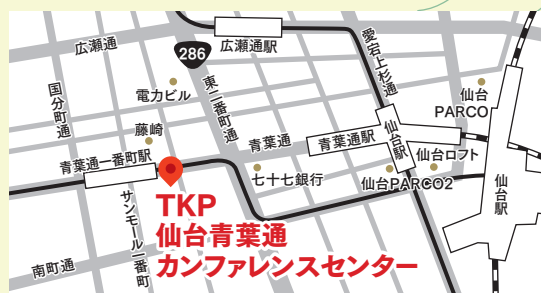 広瀬通
286
広瀬通駅
愛宕上杉通
国分町通
電力ビル
東二番町通
仙台
PARCO
藤崎
青葉通
青葉通駅
仙台駅
仙台ロフト
青葉通一番町駅
七十七銀行
仙台PARCO2
仙台駅
サンモール一番町
TKP
仙台青葉通
カンファレンスセンター
南町通